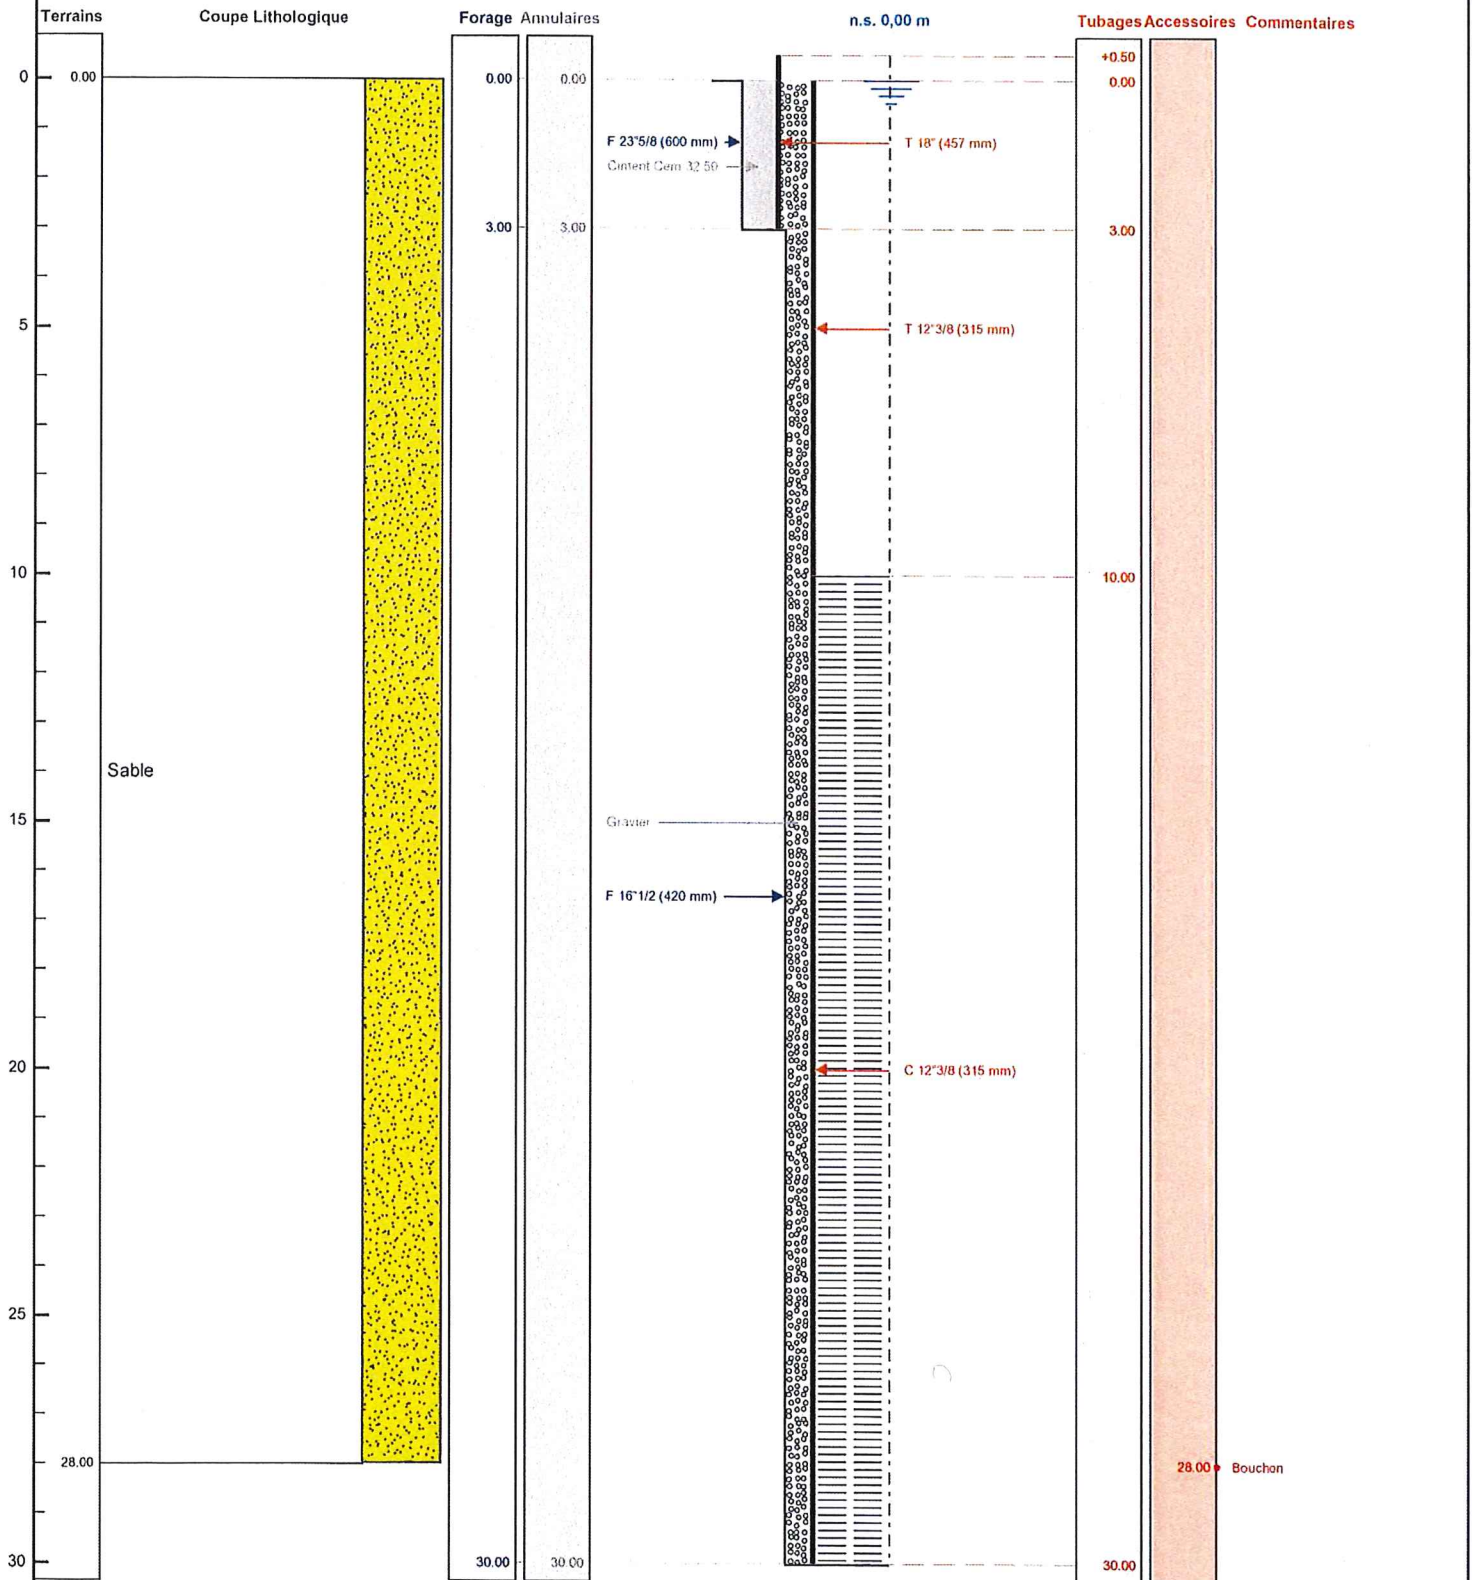 Terrains Coupe Lithologique Forage Annulaires n.s. 0,00 m Tubages Accessoires Commentaires
+0.50
0 0.00 0.00 0.00 0.00
F 23"5/8 (600 mm) T 18" (457 mm)
Ciment Cem 32.50
3.00 3.00 3.00
5 T 12"3/8 (315 mm)
10 10.00
Sable
15 Gravier
F 16"1/2 (420 mm)
20 C 12"3/8 (315 mm)
25
28.00 28.00 Bouchon
30 30.00 30.00 30.00